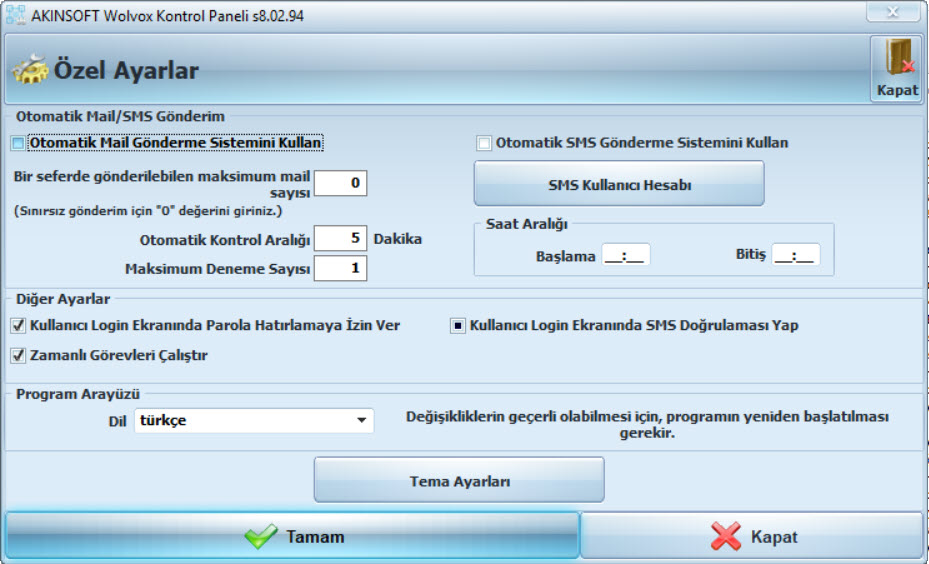 AKINSOFT Wolvox Kontrol Paneli s8.02.94
Özel Ayarlar
Kapat
Otomatik Mail/SMS Gönderim
Otomatik Mail Gönderme Sistemini Kullan
Otomatik SMS Gönderme Sistemini Kullan
Bir seferde gönderilebilen maksimum mail
sayısı 0
(Sınırsız gönderim için "0" değerini giriniz.)
SMS Kullanıcı Hesabı
Otomatik Kontrol Aralığı 5 Dakika
Maksimum Deneme Sayısı 1
Saat Aralığı
Başlama __:__ Bitiş __:__
Diğer Ayarlar
Kullanıcı Login Ekranında Parola Hatırlamaya İzin Ver
Kullanıcı Login Ekranında SMS Doğrulaması Yap
Zamanlı Görevleri Çalıştır
Program Arayüzü
Dil türkçe
Değişikliklerin geçerli olabilmesi için, programın yeniden başlatılması
gerekir.
Tema Ayarları
Tamam
Kapat